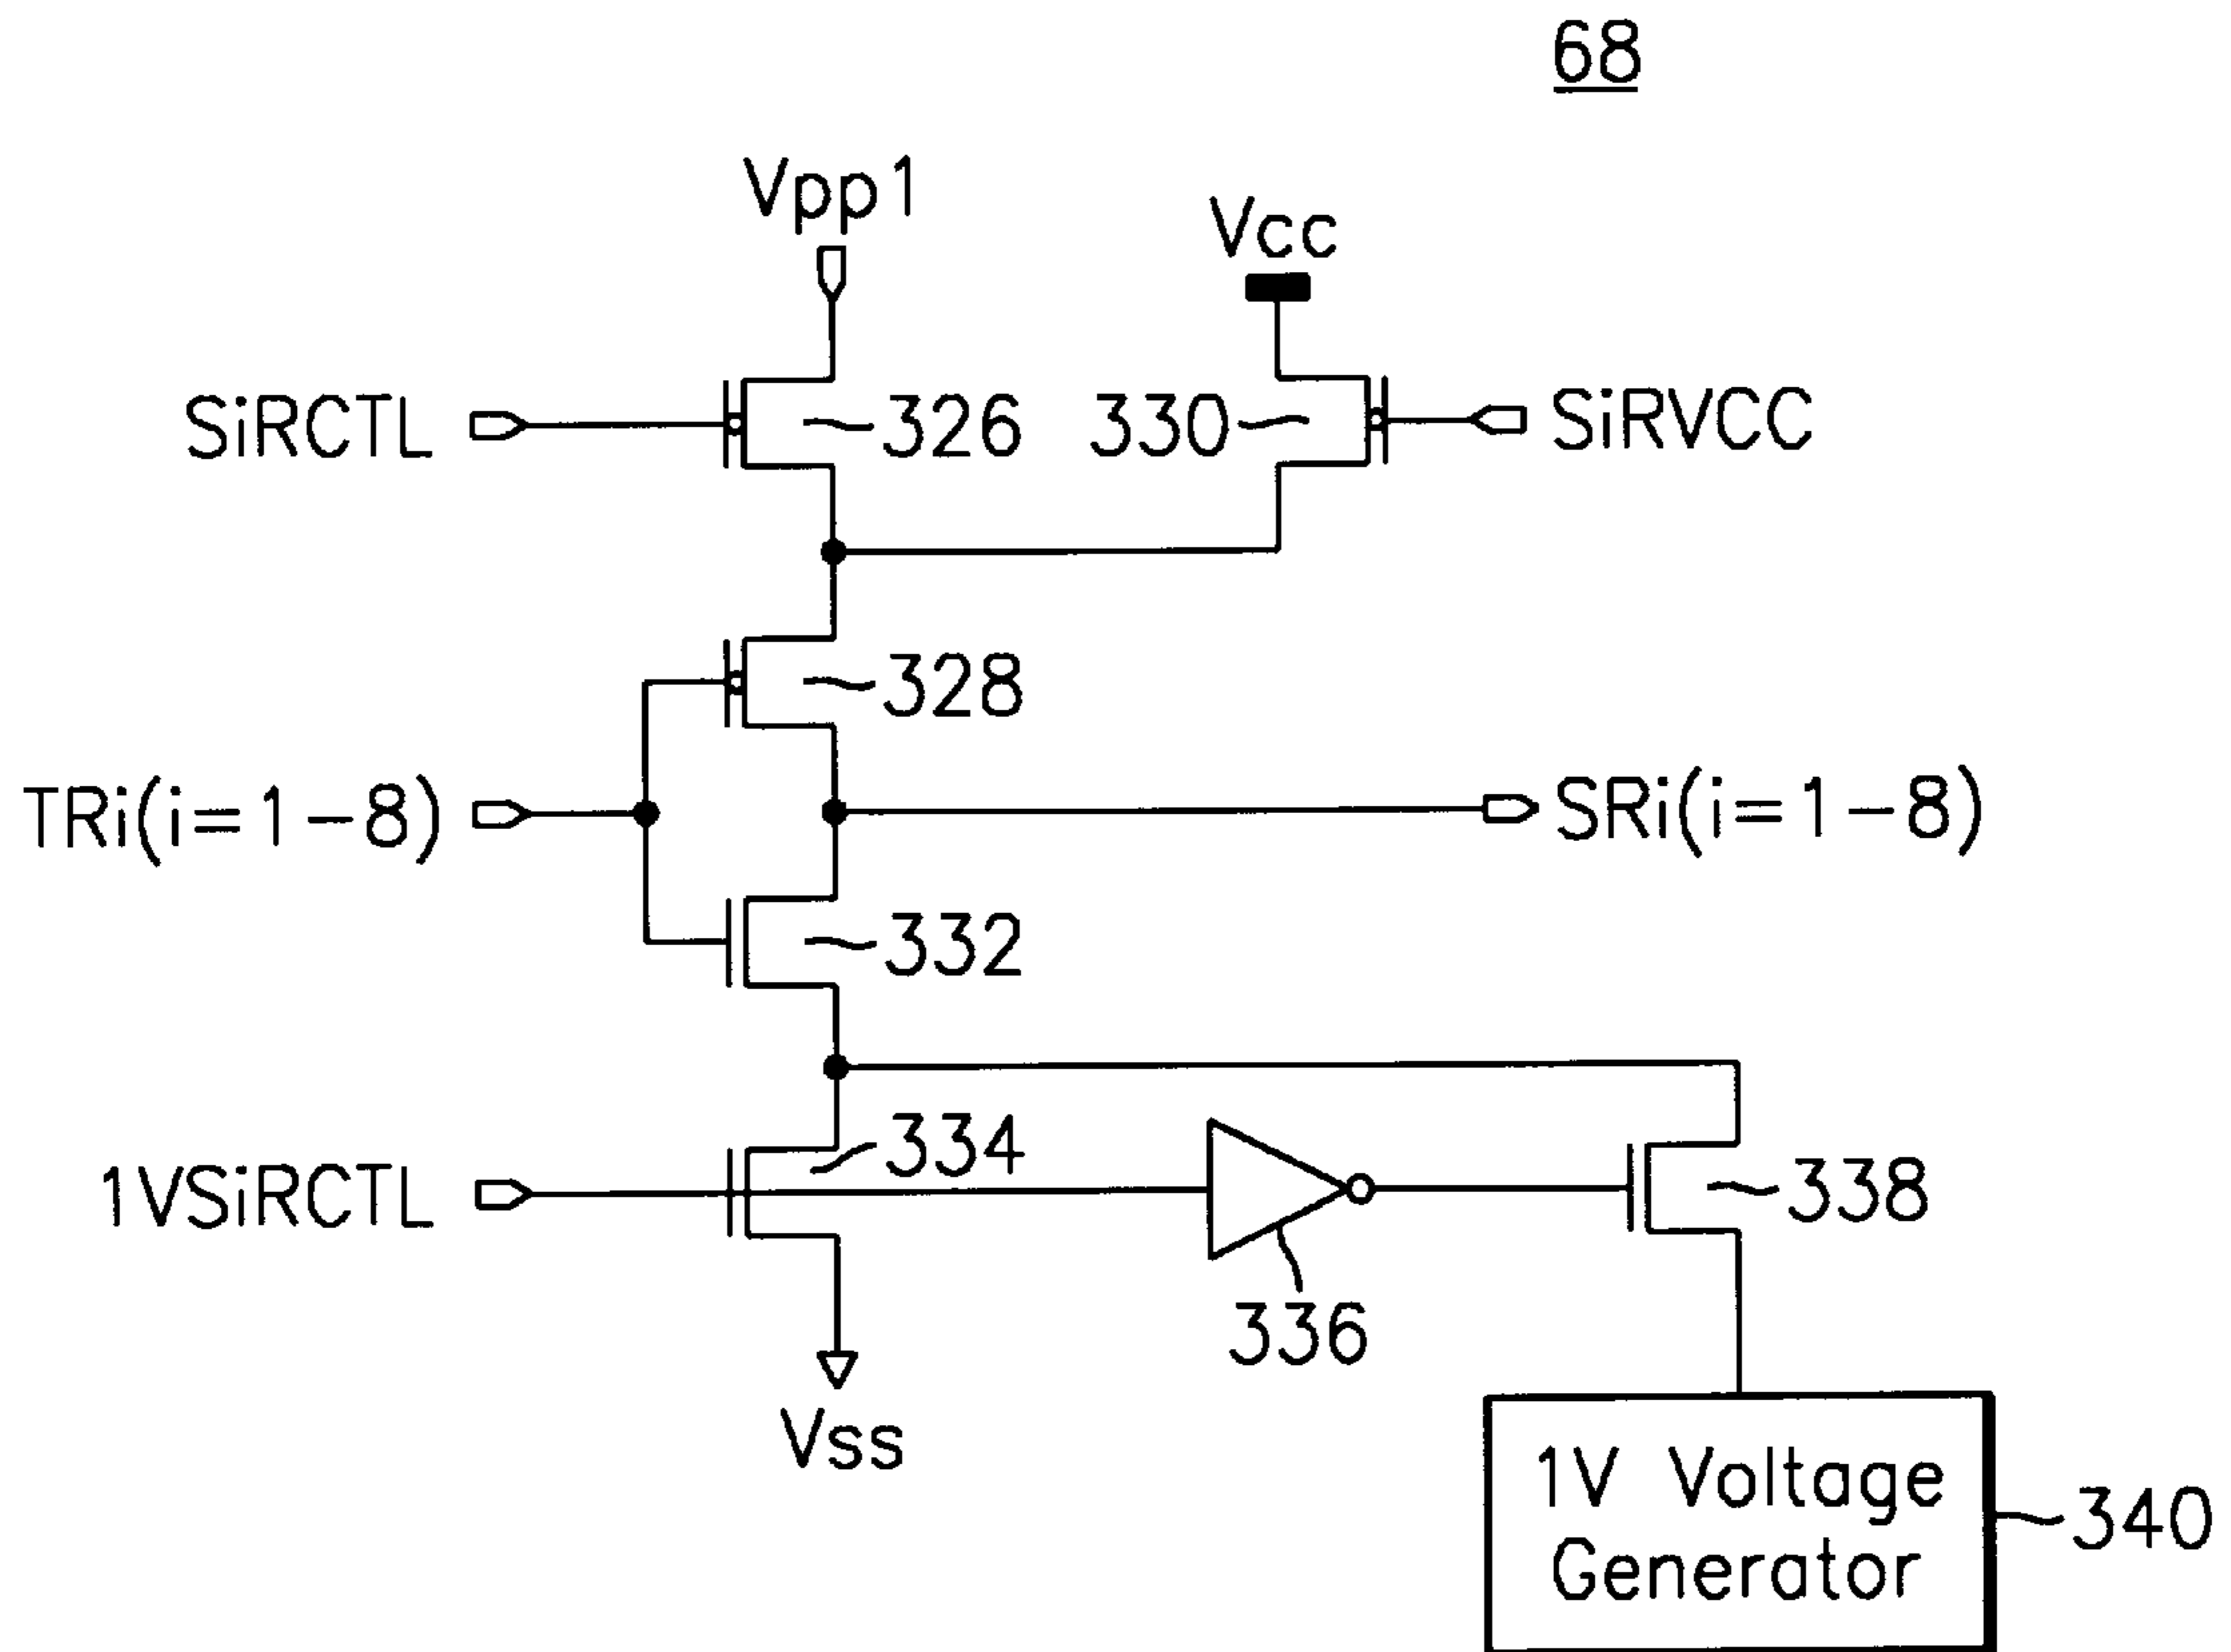 68
Vpp1
Vcc
SiRCTL
326
330
SiRVCC
328
TRi(i=1-8)
SRi(i=1-8)
332
334
1VSiRCTL
338
336
Vss
1V Voltage
Generator
340